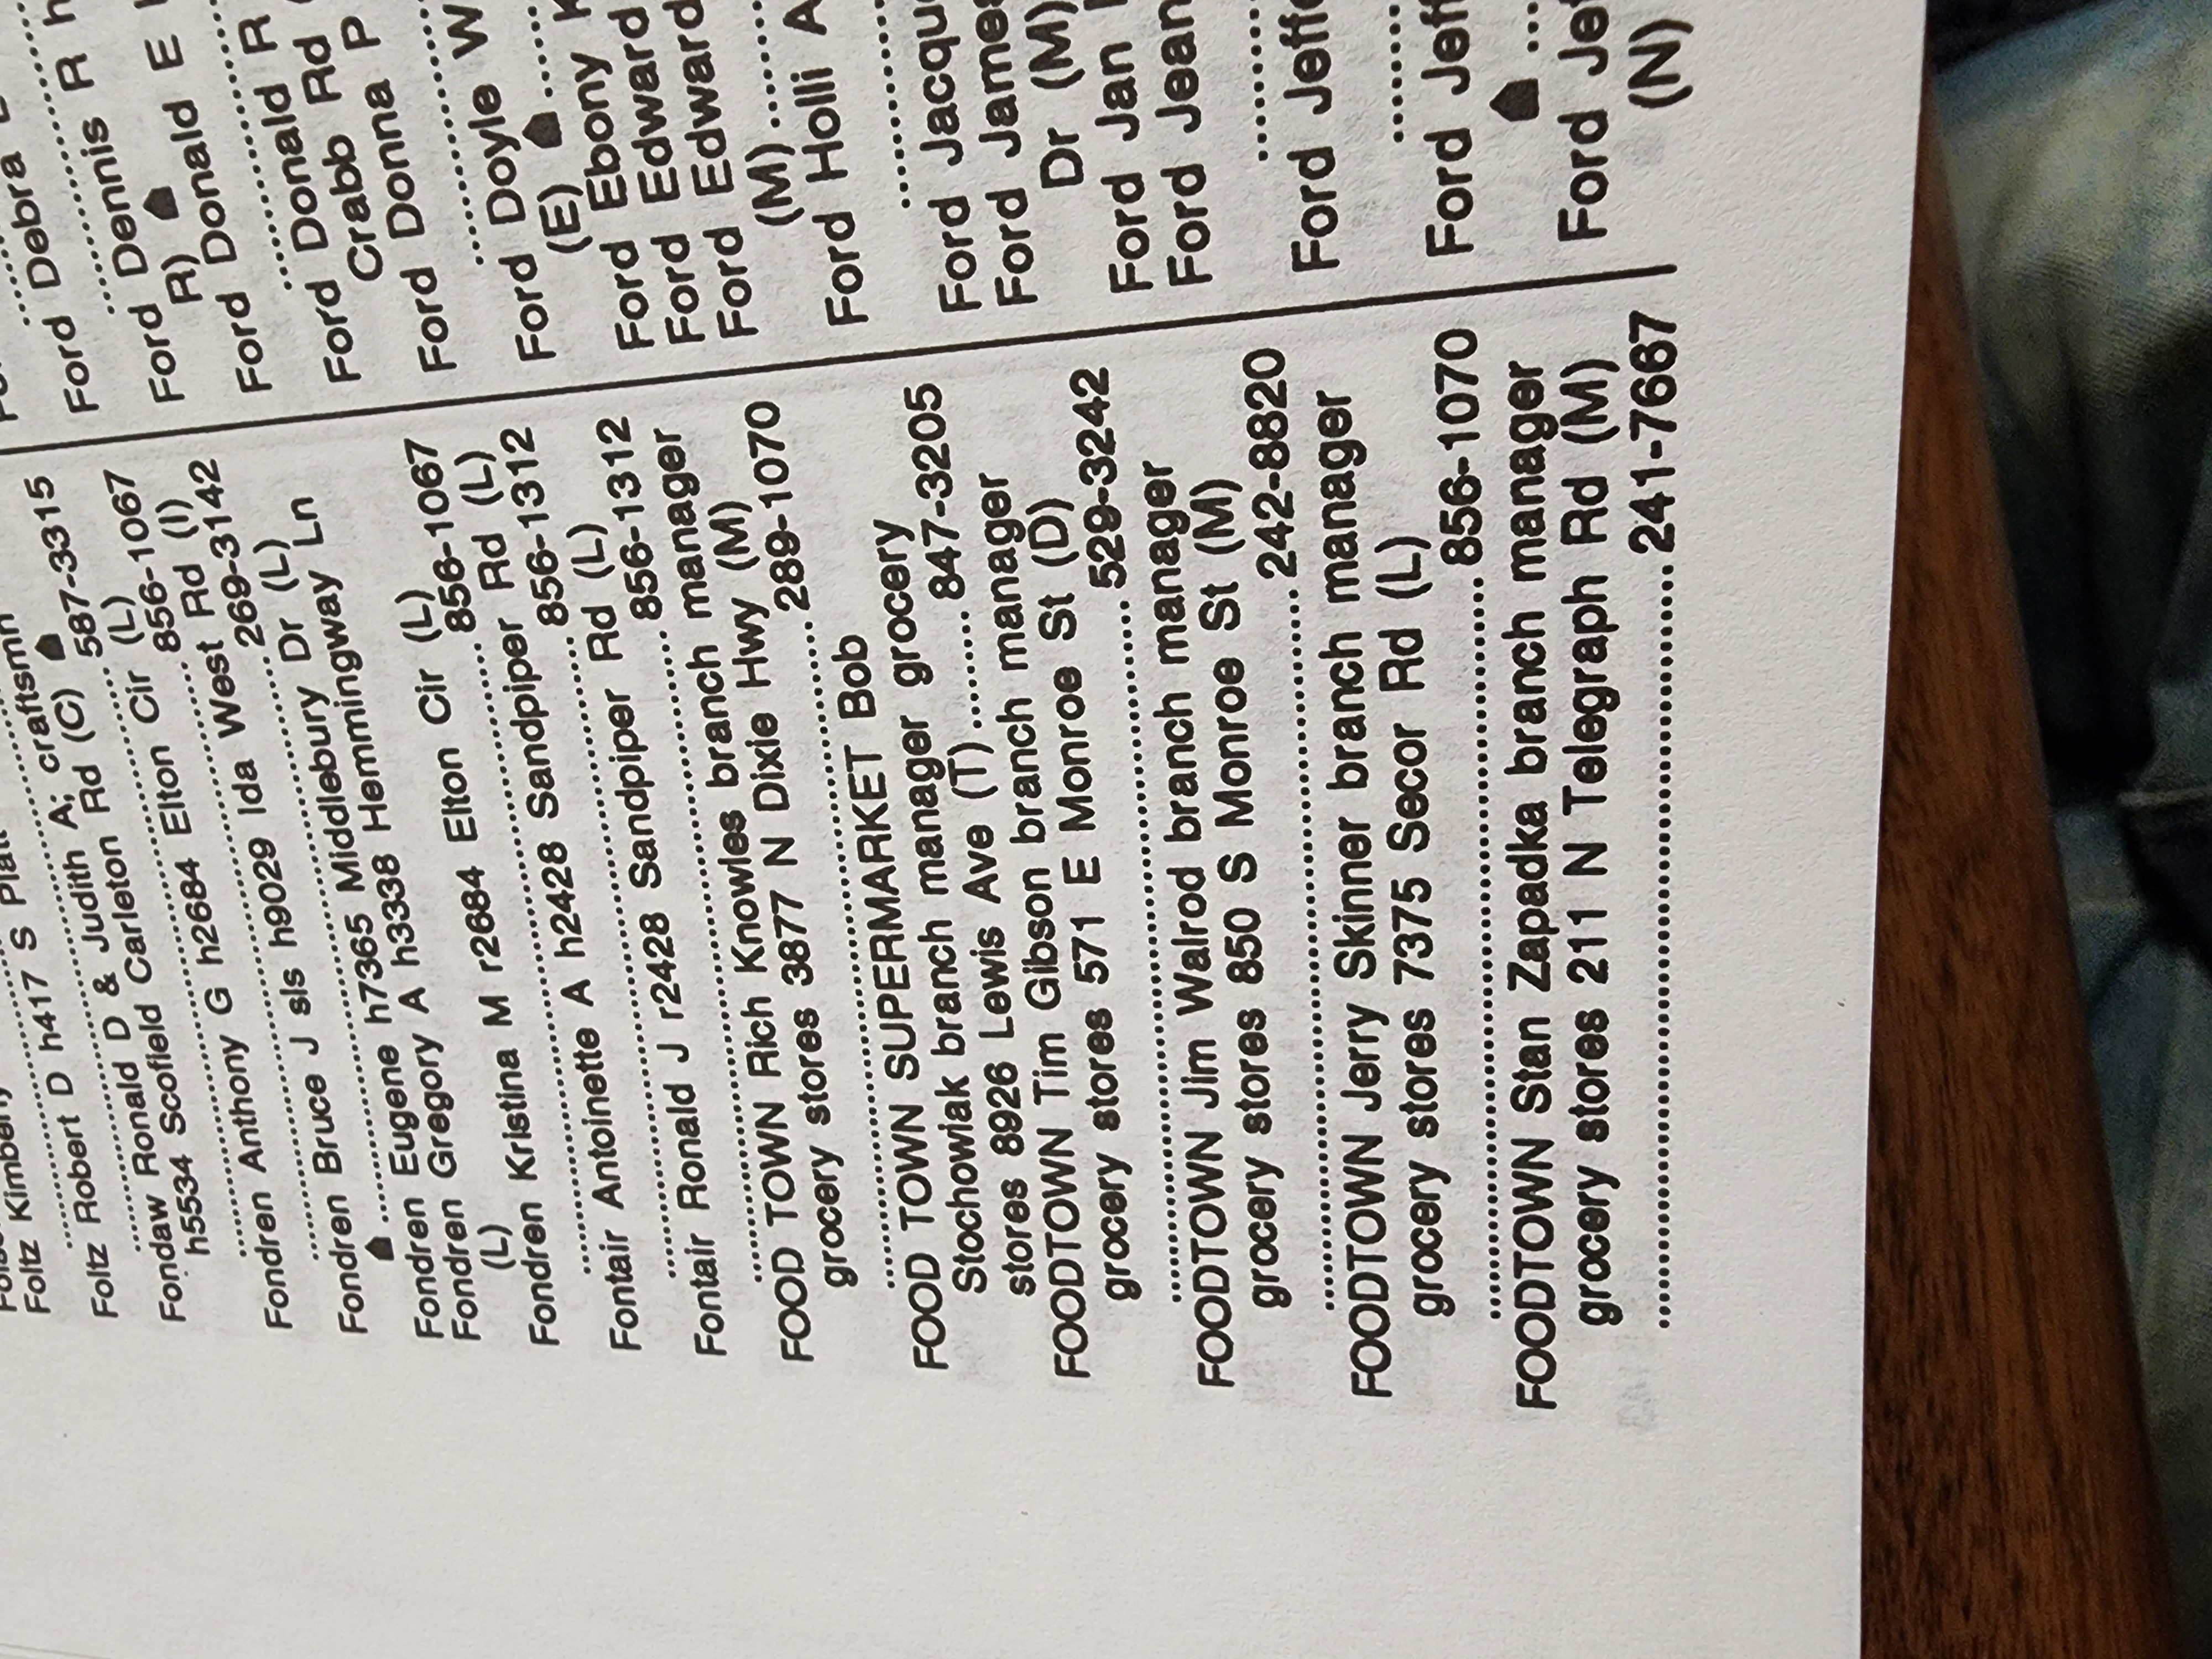 Foltz Kimberly
h417 S Platt
Foltz Robert D
craftsmn
587-3315
& Judith A;
Fondaw Ronald D
h5534 Scofield Carleton Rd (C)
856-1067
Fondren Anthony G h2684 Elton Cir (L)
269-3142
Fondren Bruce J sls h9029 Ida West Rd (I)
Fondren Eugene h7365 Middlebury Dr (L)
Fondren Gregory A h3338 Hemmingway Ln
(L)
856-1067
Fondren Kristina M r2684 Elton Cir (L)
856-1312
Fontair Antoinette A h2428 Sandpiper Rd (L)
856-1312
Fontair Ronald J r2428 Sandpiper Rd (L)
FOOD TOWN Rich Knowles branch manager
grocery stores 3877 N Dixie Hwy (M)
289-1070
FOOD TOWN SUPERMARKET Bob
Stochowiak branch manager grocery
stores 8926 Lewis Ave (T) 847-3205
FOODTOWN Tim Gibson branch manager
grocery stores 571 E Monroe St (D)
529-3242
FOODTOWN Jim Walrod branch manager
grocery stores 850 S Monroe St (M)
242-8820
FOODTOWN Jerry Skinner branch manager
grocery stores 7375 Secor Rd (L)
856-1070
FOODTOWN Stan Zapadka branch manager
grocery stores 211 N Telegraph Rd (M)
241-7667
Ford Debra
Ford Dennis R h
R)
Ford Donald E
Ford Donald R
Crabb Rd
Ford Donna P
Ford Doyle W
(E)
Ford Ebony
Ford Edward
Ford Edward
(M)
Ford Holli A
Ford Jacqu
Ford James
Dr (M)
Ford Jan
Ford Jean
Ford Jeff
Ford Jeff
Ford Jef
(N)